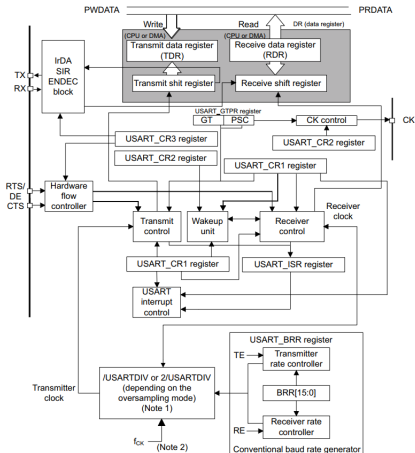 PWDATA
PRDATA
Write
Read
DR (data register)
(CPU or DMA)
(CPU or DMA)
Transmit data register
(TDR)
Receive data register
(RDR)
IrDA
SIR
ENDEC
block
TX
RX
Transmit shit register
Receive shift register
USART_GTPR register
GT
PSC
CK control
CK
USART_CR3 register
USART_CR2 register
USART_CR2 register
USART_CR1 register
RTS/
DE
CTS
Hardware
flow
controller
Receiver
clock
Transmit
control
Wakeup
unit
Receiver
control
USART_CR1 register
USART_ISR register
USART
interrupt
control
USART_BRR register
/USARTDIV or 2/USARTDIV
(depending on the
oversampling mode)
(Note 1)
TE
Transmitter
rate controller
Transmitter
clock
BRR[15:0]
RE
Receiver rate
controller
fCK
(Note 2)
Conventional baud rate generator